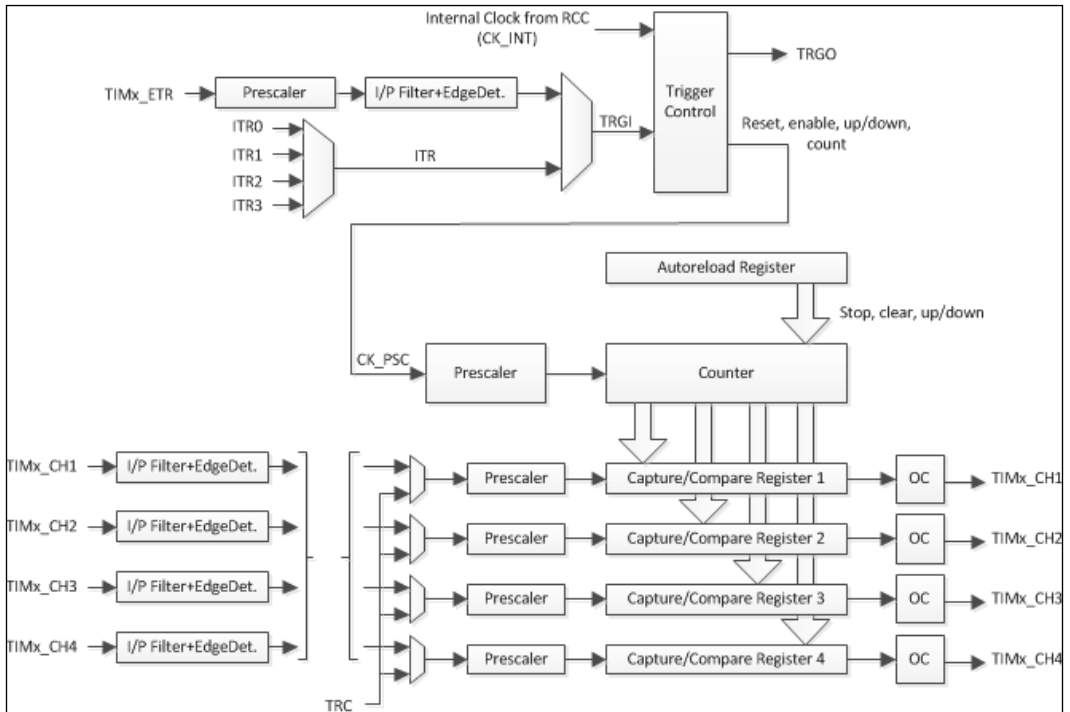 Internal Clock from RCC
(CK_INT)
TRGO
TIMx_ETR
Prescaler
I/P Filter+EdgeDet.
Trigger
Control
TRGI
Reset, enable, up/down,
count
ITR0
ITR1
ITR2
ITR3
ITR
Autoreload Register
Stop, clear, up/down
CK_PSC
Prescaler
Counter
TIMx_CH1
I/P Filter+EdgeDet.
Prescaler
Capture/Compare Register 1
OC
TIMx_CH1
TIMx_CH2
I/P Filter+EdgeDet.
Prescaler
Capture/Compare Register 2
OC
TIMx_CH2
TIMx_CH3
I/P Filter+EdgeDet.
Prescaler
Capture/Compare Register 3
OC
TIMx_CH3
TIMx_CH4
I/P Filter+EdgeDet.
Prescaler
Capture/Compare Register 4
OC
TIMx_CH4
TRC